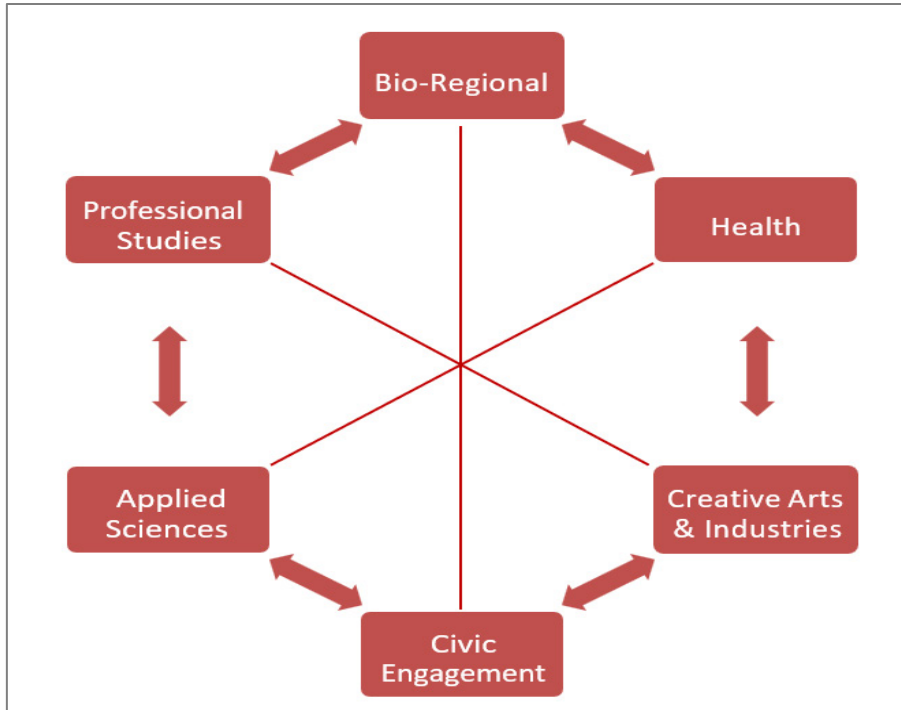 Bio-Regional
Professional
Studies
Health
Applied
Sciences
Creative Arts
& Industries
Civic
Engagement